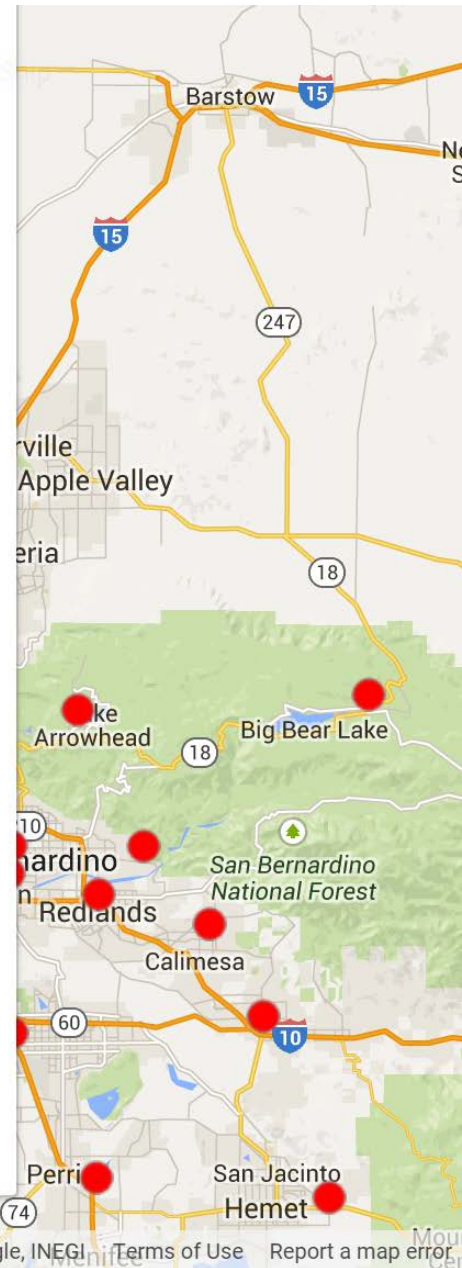 Barstow
15
15
247
rville
Apple Valley
eria
18
ke
Arrowhead
Big Bear Lake
18
10
nardino
San Bernardino
National Forest
n
Redlands
Calimesa
60
10
Perri
San Jacinto
Hemet
74
gle, INEGI
Menifee
Terms of Use
Report a map error